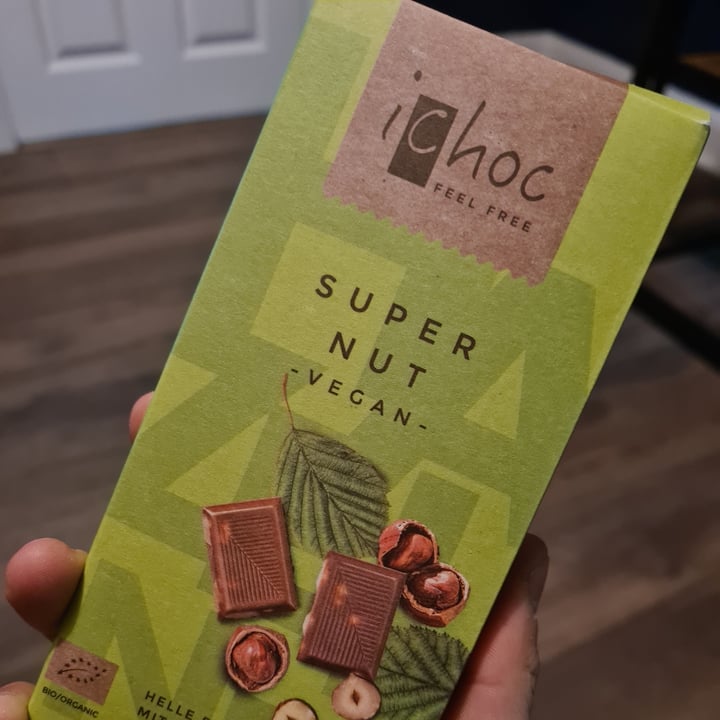 ichoc
FEEL FREE
SUPER
NUT
-VEGAN-
BIO/ORGANIC
HELLE
MIT